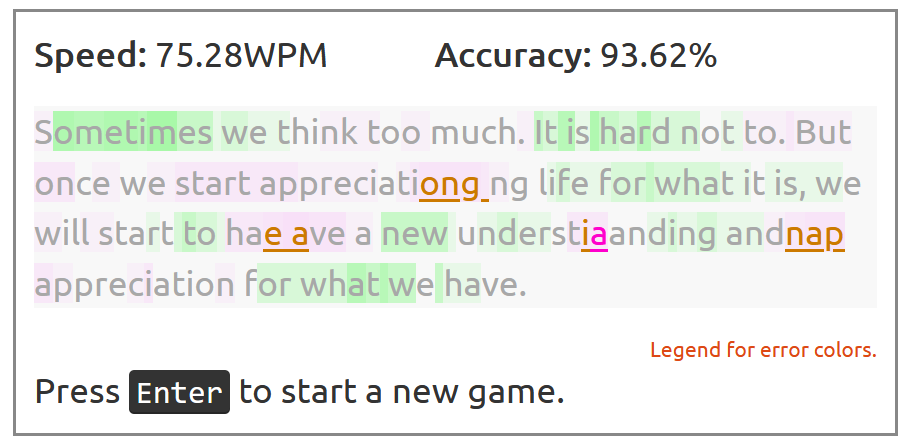 Speed: 75.28WPM Accuracy: 93.62%
Sometimes we think too much. It is hard not to. But
once we start appreciationg ng life for what it is, we
will start to hae ave a new understiaanding andnap
appreciation for what we have.
Legend for error colors.
Press Enter to start a new game.